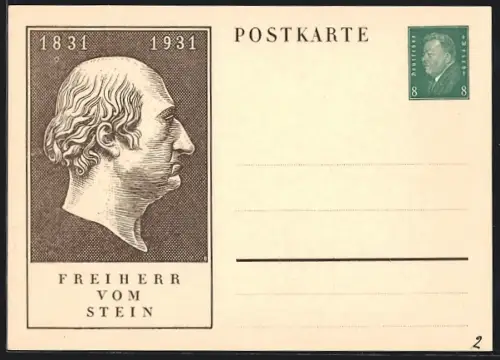 1831 1931
POSTKARTE
Deutsches Reich
8 8
FREIHERR
VOM
STEIN
2